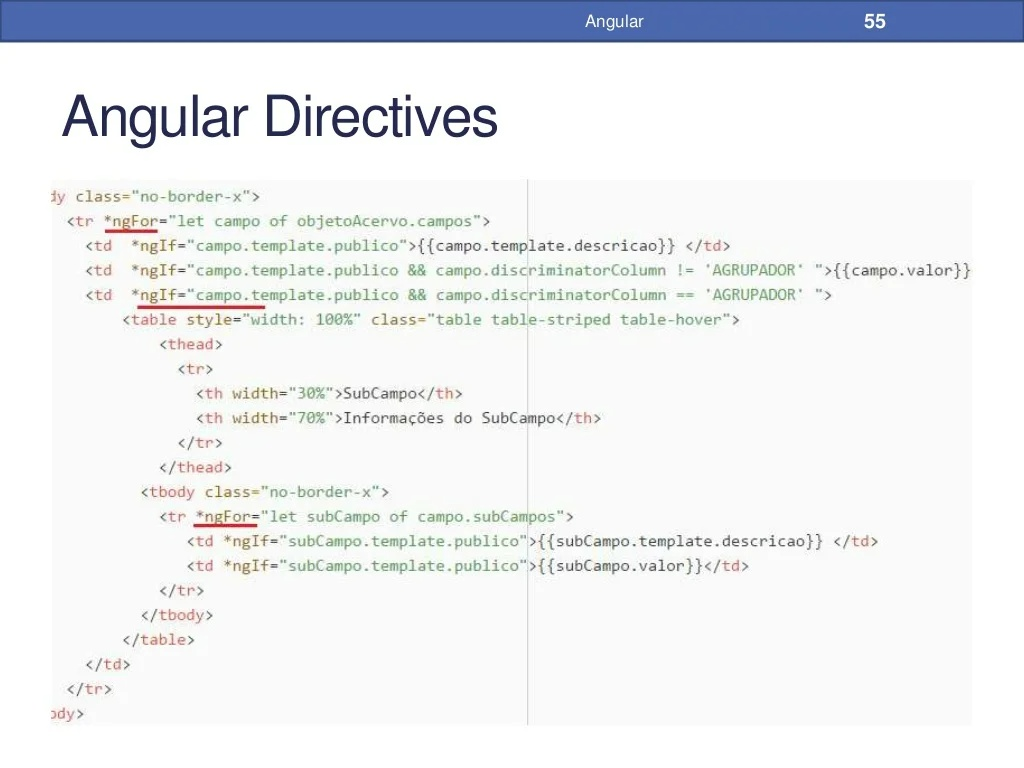 Angular 55
Angular Directives
dy class="no-border-x">
<tr *ngFor="let campo of objetoAcervo.campos">
<td *ngIf="campo.template.publico">{{campo.template.descricao}} </td>
<td *ngIf="campo.template.publico && campo.discriminatorColumn != 'AGRUPADOR' ">{{campo.valor}}
<td *ngIf="campo.template.publico && campo.discriminatorColumn == 'AGRUPADOR' ">
<table style="width: 100%" class="table table-striped table-hover">
<thead>
<tr>
<th width="30%">SubCampo</th>
<th width="70%">Informações do SubCampo</th>
</tr>
</thead>
<tbody class="no-border-x">
<tr *ngFor="let subCampo of campo.subCampos">
<td *ngIf="subCampo.template.publico">{{subCampo.template.descricao}} </td>
<td *ngIf="subCampo.template.publico">{{subCampo.valor}}</td>
</tr>
</tbody>
</table>
</td>
</tr>
ody>